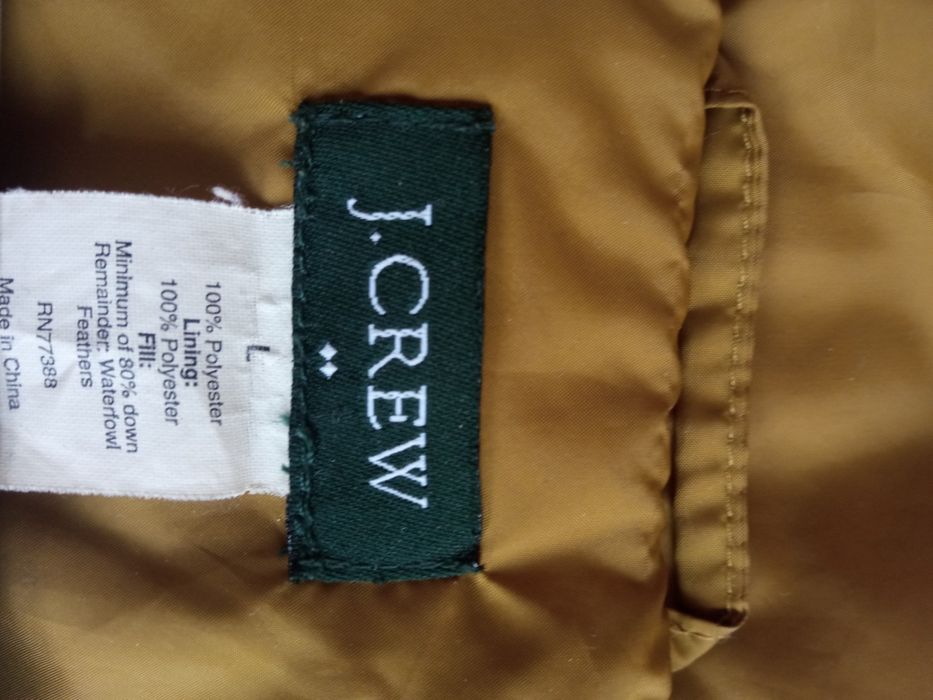 J.CREW
L
100% Polyester
Lining:
100% Polyester
Fill:
Minimum of 80% down
Remainder: Waterfowl
Feathers
RN77388
Made in China